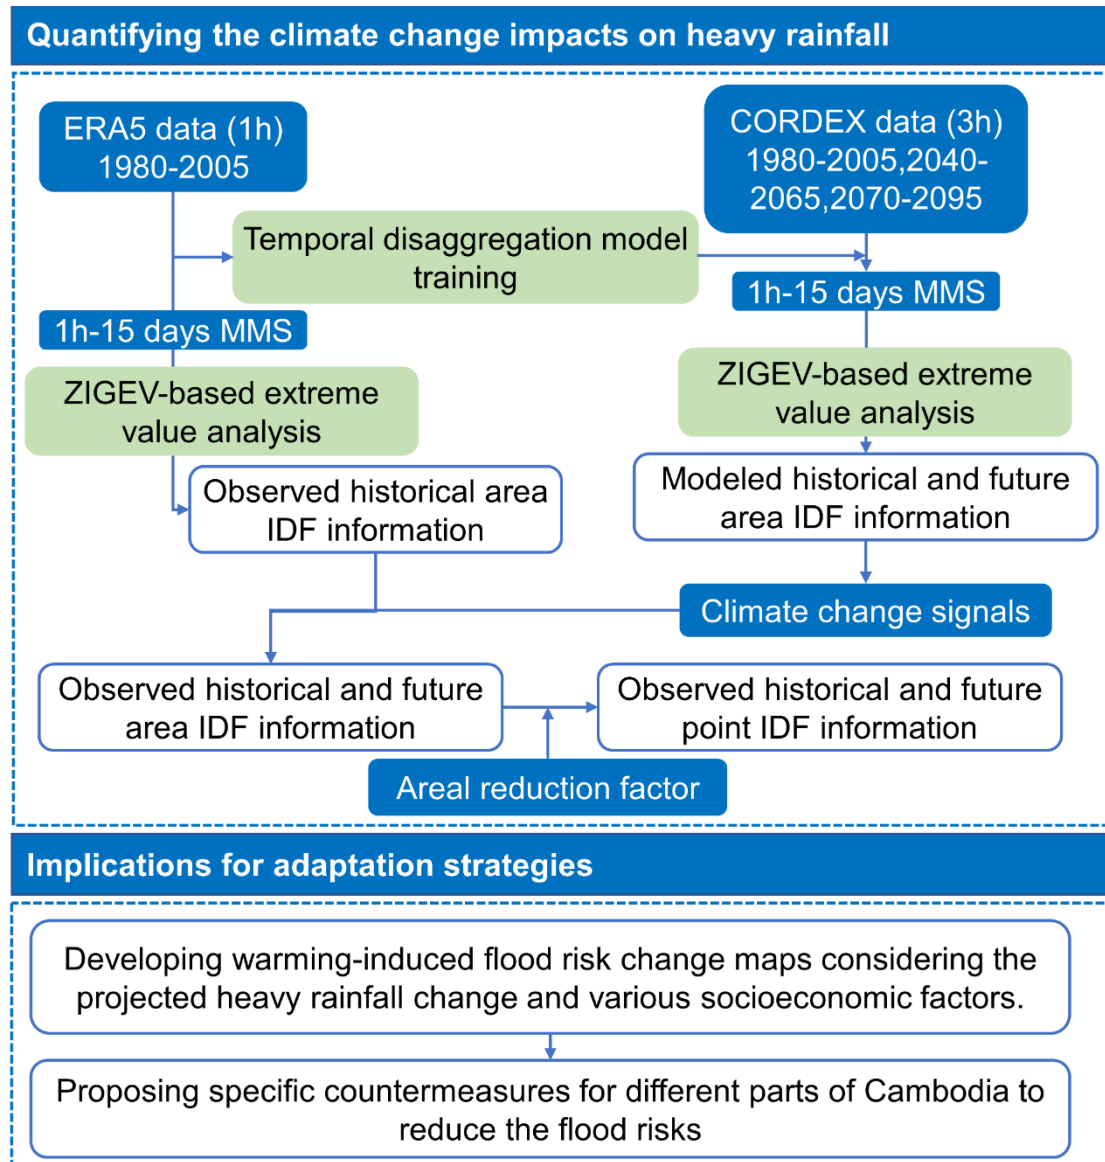 Quantifying the climate change impacts on heavy rainfall
ERA5 data (1h)
1980-2005
CORDEX data (3h)
1980-2005,2040-
2065,2070-2095
Temporal disaggregation model
training
1h-15 days MMS
1h-15 days MMS
ZIGEV-based extreme
value analysis
ZIGEV-based extreme
value analysis
Observed historical area
IDF information
Modeled historical and future
area IDF information
Climate change signals
Observed historical and future
area IDF information
Observed historical and future
point IDF information
Areal reduction factor
Implications for adaptation strategies
Developing warming-induced flood risk change maps considering the
projected heavy rainfall change and various socioeconomic factors.
Proposing specific countermeasures for different parts of Cambodia to
reduce the flood risks